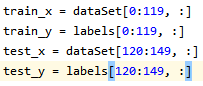 train_x = dataSet[0:119, :]
train_y = labels[0:119, :]
test_x = dataSet[120:149, :]
test_y = labels[120:149, :]